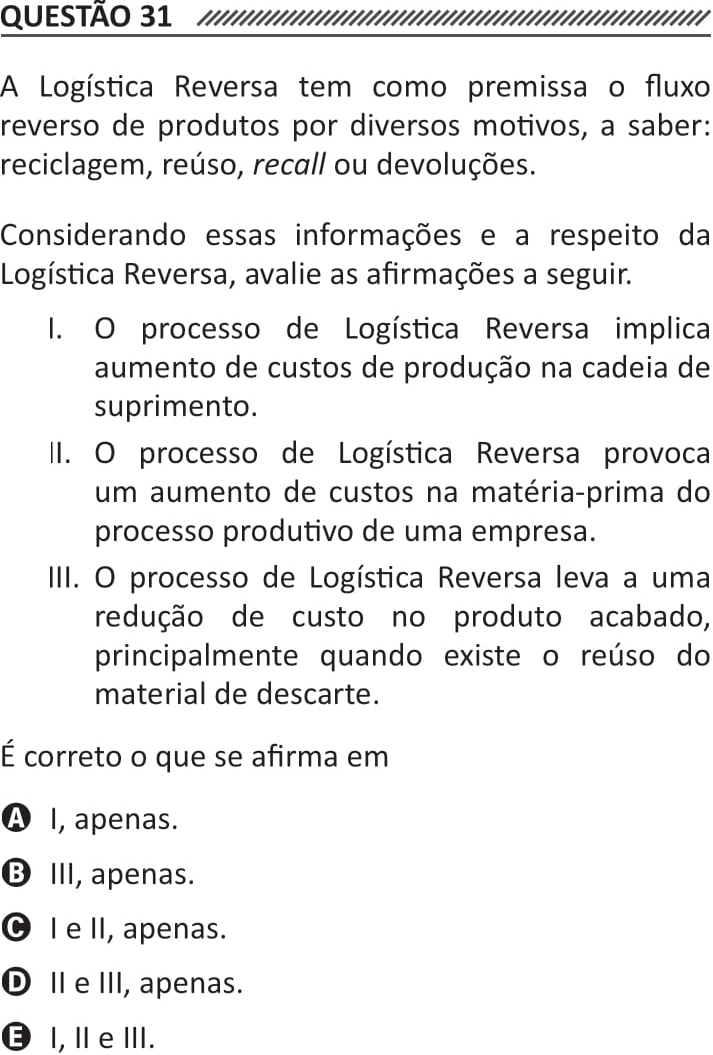 QUESTÃO 31
A Logística Reversa tem como premissa o fluxo
reverso de produtos por diversos motivos, a saber:
reciclagem, reúso, recall ou devoluções.
Considerando essas informações e a respeito da
Logística Reversa, avalie as afirmações a seguir.
I. O processo de Logística Reversa implica
aumento de custos de produção na cadeia de
suprimento.
II. O processo de Logística Reversa provoca
um aumento de custos na matéria-prima do
processo produtivo de uma empresa.
III. O processo de Logística Reversa leva a uma
redução de custo no produto acabado,
principalmente quando existe o reúso do
material de descarte.
É correto o que se afirma em
A I, apenas.
B III, apenas.
C I e II, apenas.
D II e III, apenas.
E I, II e III.